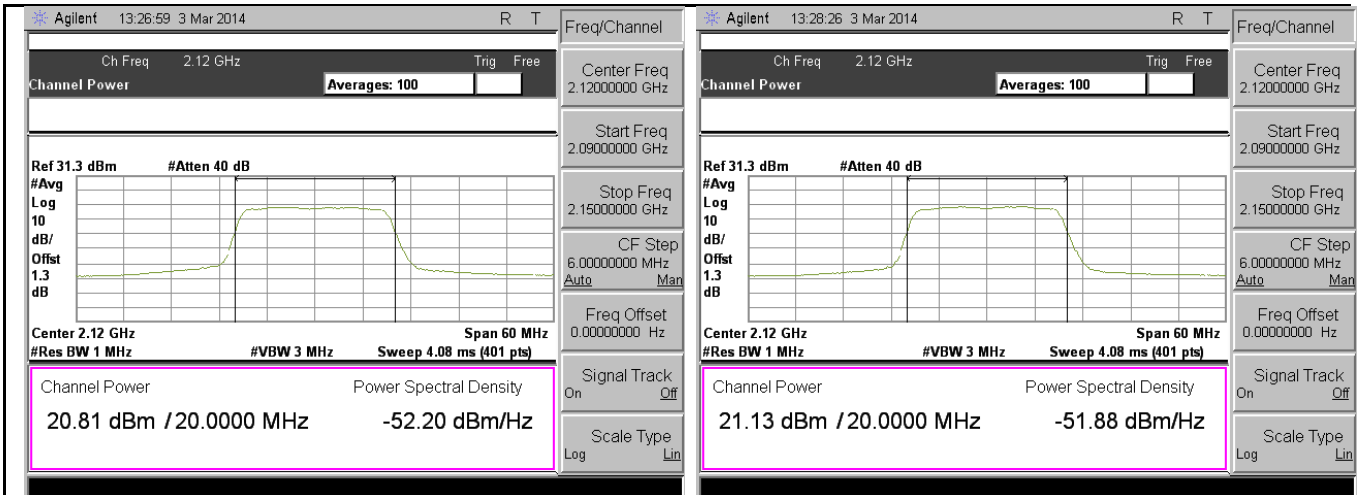 Agilent 13:26:59 3 Mar 2014 R T
Freq/Channel
Ch Freq 2.12 GHz Trig Free
Channel Power Averages: 100
Center Freq
2.12000000 GHz
Start Freq
2.09000000 GHz
Ref 31.3 dBm #Atten 40 dB
#Avg
Log
10
dB/
Offst
1.3
dB
Stop Freq
2.15000000 GHz
CF Step
6.00000000 MHz
Auto Man
Freq Offset
0.00000000 Hz
Center 2.12 GHz Span 60 MHz
#Res BW 1 MHz #VBW 3 MHz Sweep 4.08 ms (401 pts)
Signal Track
On Off
Channel Power Power Spectral Density
20.81 dBm / 20.0000 MHz -52.20 dBm/Hz
Scale Type
Log Lin
Agilent 13:28:26 3 Mar 2014 R T
Freq/Channel
Ch Freq 2.12 GHz Trig Free
Channel Power Averages: 100
Center Freq
2.12000000 GHz
Start Freq
2.09000000 GHz
Ref 31.3 dBm #Atten 40 dB
#Avg
Log
10
dB/
Offst
1.3
dB
Stop Freq
2.15000000 GHz
CF Step
6.00000000 MHz
Auto Man
Freq Offset
0.00000000 Hz
Center 2.12 GHz Span 60 MHz
#Res BW 1 MHz #VBW 3 MHz Sweep 4.08 ms (401 pts)
Signal Track
On Off
Channel Power Power Spectral Density
21.13 dBm / 20.0000 MHz -51.88 dBm/Hz
Scale Type
Log Lin